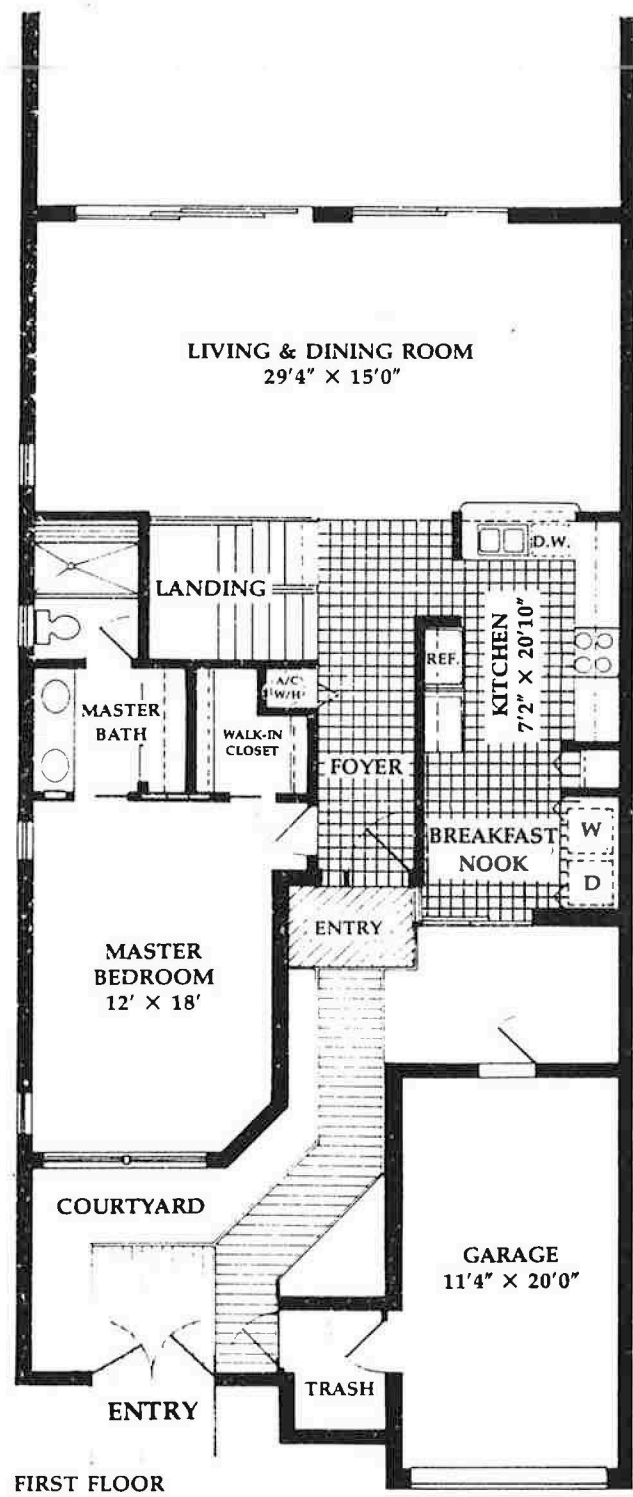 LIVING & DINING ROOM
29'4" × 15'0"
D.W.
LANDING
KITCHEN
7'2" × 20'10"
REF.
A/C
W/H
MASTER
BATH
WALK-IN
CLOSET
FOYER
BREAKFAST
NOOK
W
D
ENTRY
MASTER
BEDROOM
12' × 18'
COURTYARD
GARAGE
11'4" × 20'0"
TRASH
ENTRY
FIRST FLOOR